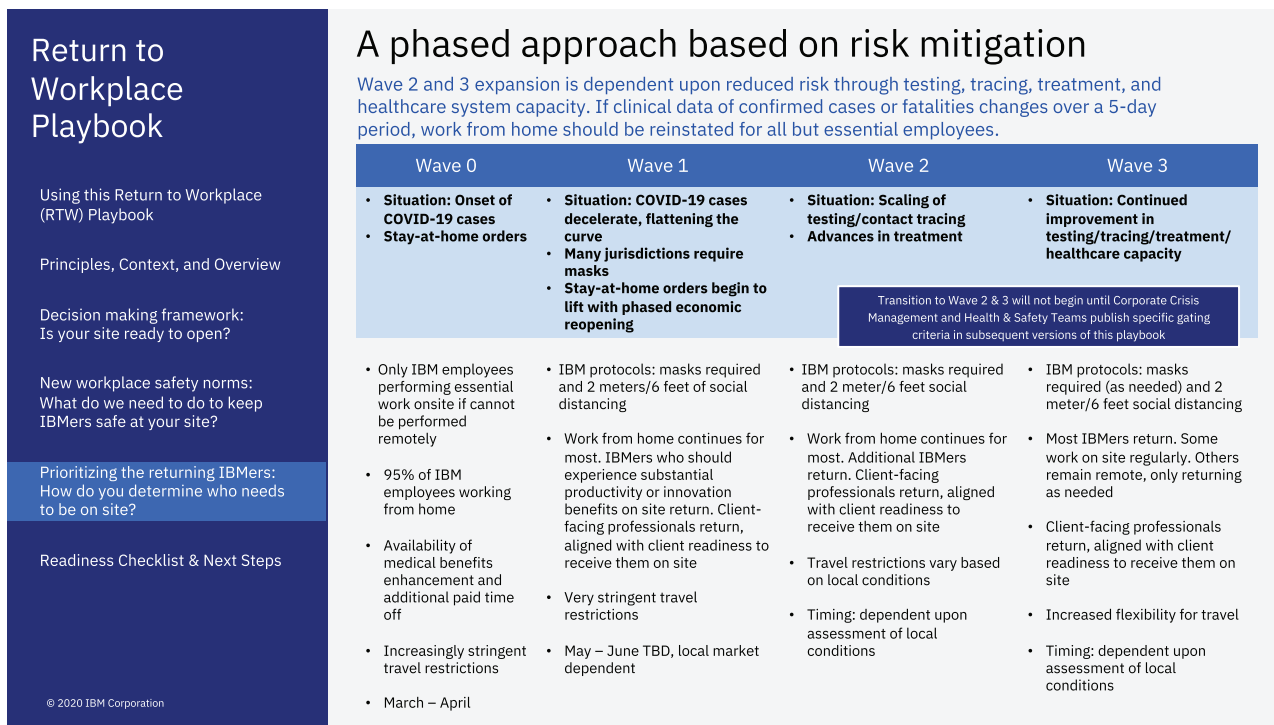 Return to
Workplace
Playbook
Using this Return to Workplace
(RTW) Playbook
Principles, Context, and Overview
Decision making framework:
Is your site ready to open?
New workplace safety norms:
What do we need to do to keep
IBMers safe at your site?
Prioritizing the returning IBMers:
How do you determine who needs
to be on site?
Readiness Checklist & Next Steps
© 2020 IBM Corporation
A phased approach based on risk mitigation
Wave 2 and 3 expansion is dependent upon reduced risk through testing, tracing, treatment, and
healthcare system capacity. If clinical data of confirmed cases or fatalities changes over a 5-day
period, work from home should be reinstated for all but essential employees.
Wave 0
• Situation: Onset of
COVID-19 cases
• Stay-at-home orders
• Only IBM employees
performing essential
work onsite if cannot
be performed
remotely
• 95% of IBM
employees working
from home
• Availability of
medical benefits
enhancement and
additional paid time
off
• Increasingly stringent
travel restrictions
• March – April
Wave 1
• Situation: COVID-19 cases
decelerate, flattening the
curve
• Many jurisdictions require
masks
• Stay-at-home orders begin to
lift with phased economic
reopening
• IBM protocols: masks required
and 2 meters/6 feet of social
distancing
• Work from home continues for
most. IBMers who should
experience substantial
productivity or innovation
benefits on site return. Client-
facing professionals return,
aligned with client readiness to
receive them on site
• Very stringent travel
restrictions
• May – June TBD, local market
dependent
Wave 2
• Situation: Scaling of
testing/contact tracing
• Advances in treatment
• IBM protocols: masks required
and 2 meter/6 feet social
distancing
• Work from home continues for
most. Additional IBMers
return. Client-facing
professionals return, aligned
with client readiness to
receive them on site
• Travel restrictions vary based
on local conditions
• Timing: dependent upon
assessment of local
conditions
Wave 3
• Situation: Continued
improvement in
testing/tracing/treatment/
healthcare capacity
Transition to Wave 2 & 3 will not begin until Corporate Crisis
Management and Health & Safety Teams publish specific gating
criteria in subsequent versions of this playbook
• IBM protocols: masks
required (as needed) and 2
meter/6 feet social distancing
• Most IBMers return. Some
work on site regularly. Others
remain remote, only returning
as needed
• Client-facing professionals
return, aligned with client
readiness to receive them on
site
• Increased flexibility for travel
• Timing: dependent upon
assessment of local
conditions